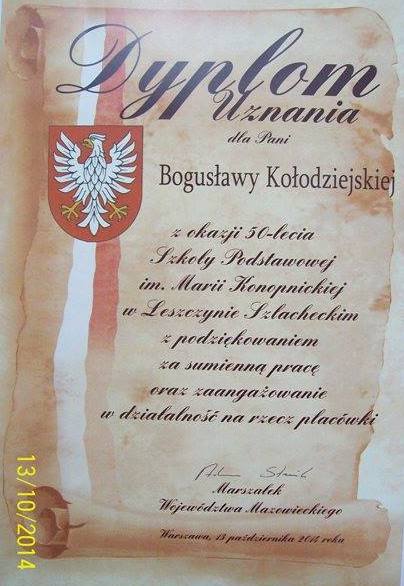 Dyplom
Uznania
dla Pani
Bogusławy Kołodziejskiej
z okazji 50-lecia
Szkoły Podstawowej
im. Marii Konopnickiej
w Leszczynie Szlacheckim
z podziękowaniem
za sumienną pracę
oraz zaangażowanie
w działalność na rzecz placówki
Marszałek
Województwa Mazowieckiego
Warszawa, 13 października 2014 roku
13/10/2014